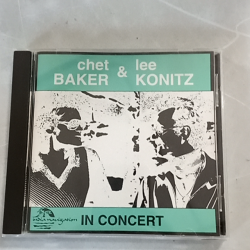 chet lee
BAKER & KONITZ
IN CONCERT